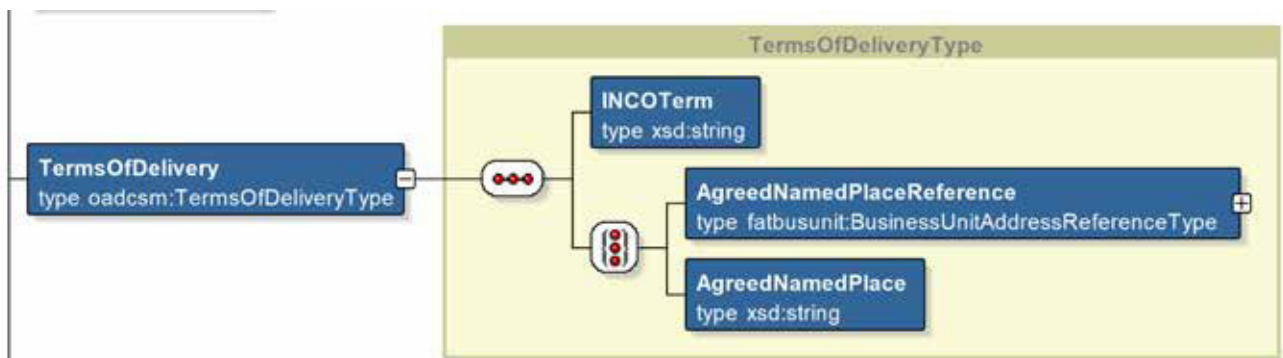 TermsOfDeliveryType
INCOTerm
type xsd:string
TermsOfDelivery
type oadcsm:TermsOfDeliveryType
AgreedNamedPlaceReference
type fatbusunit:BusinessUnitAddressReferenceType
AgreedNamedPlace
type xsd:string